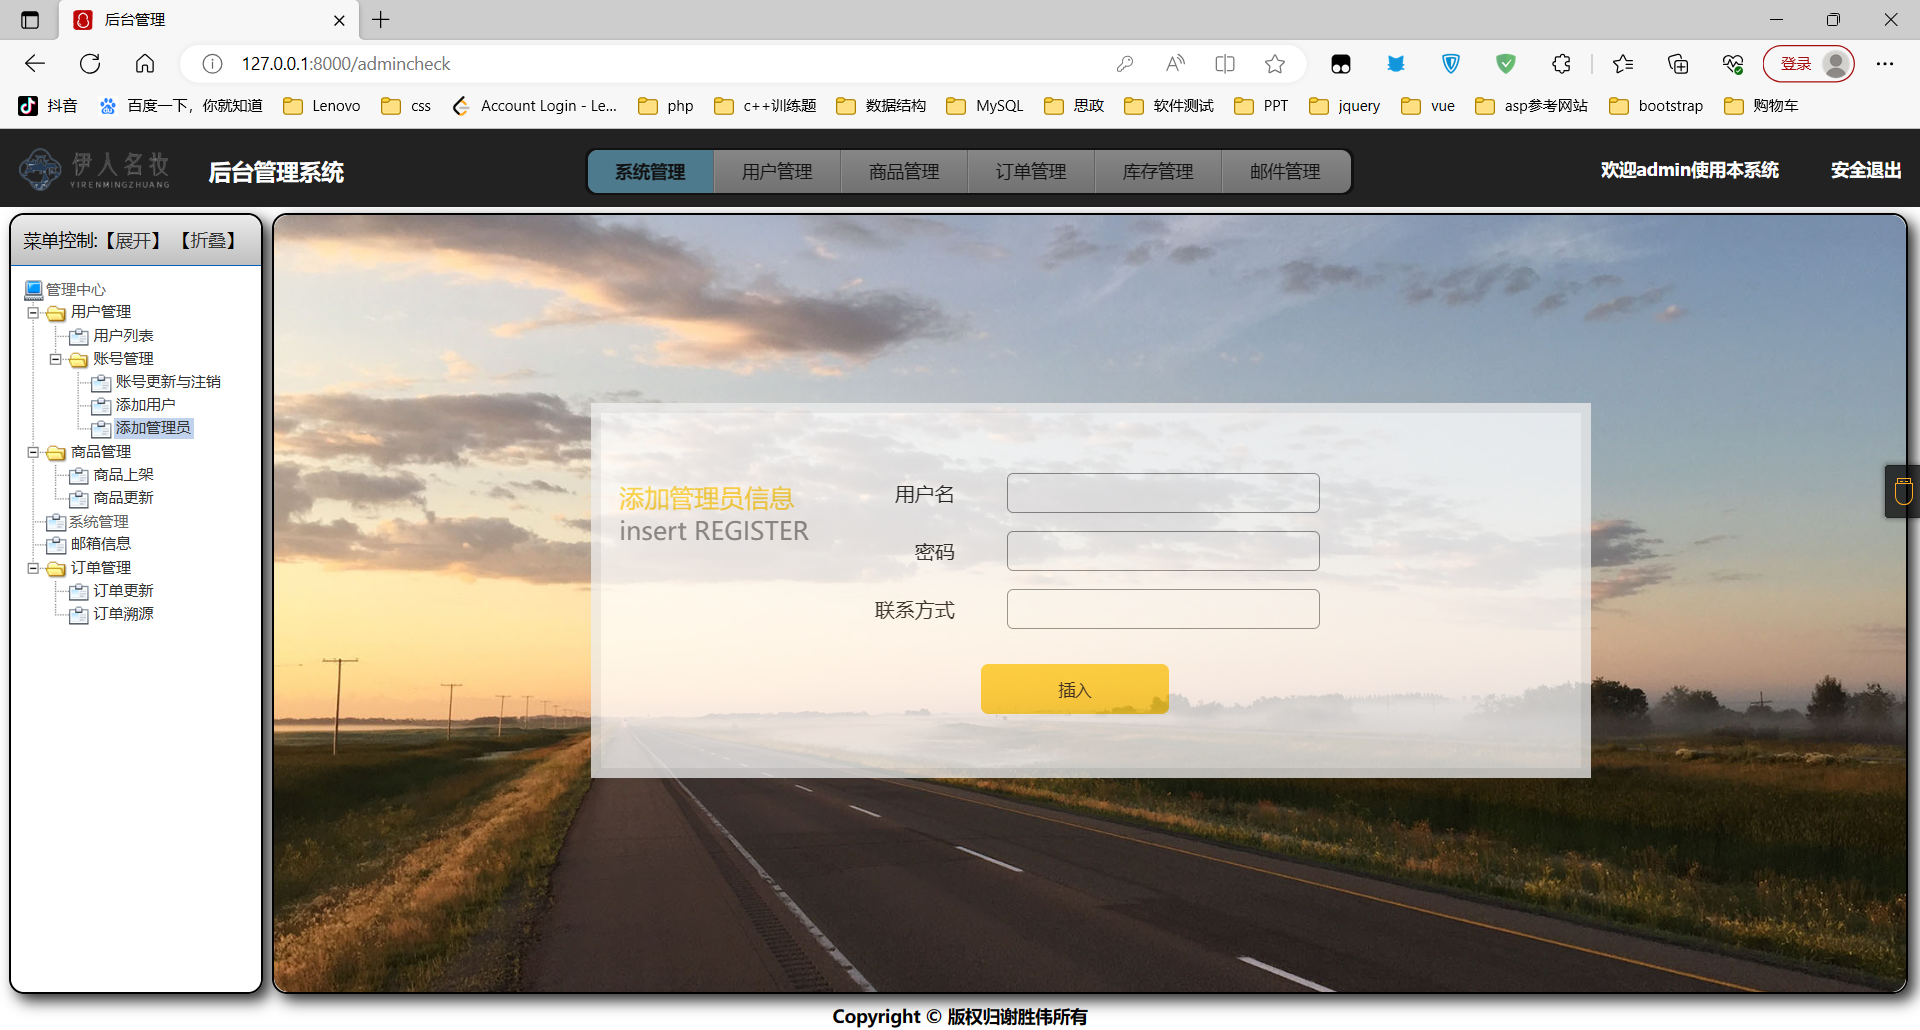 后台管理
127.0.0.1:8000/admincheck
登录
抖音 百度一下，你就知道 Lenovo css Account Login - Le... php c++训练题 数据结构 MySQL 思政 软件测试 PPT jquery vue asp参考网站 bootstrap 购物车
伊人名妆
YIRENMINGZHUANG
后台管理系统
系统管理 用户管理 商品管理 订单管理 库存管理 邮件管理
欢迎admin使用本系统 安全退出
菜单控制:【展开】 【折叠】
管理中心
用户管理
用户列表
账号管理
账号更新与注销
添加用户
添加管理员
商品管理
商品上架
商品更新
系统管理
邮箱信息
订单管理
订单更新
订单溯源
添加管理员信息
insert REGISTER
用户名
密码
联系方式
插入
Copyright © 版权归谢胜伟所有